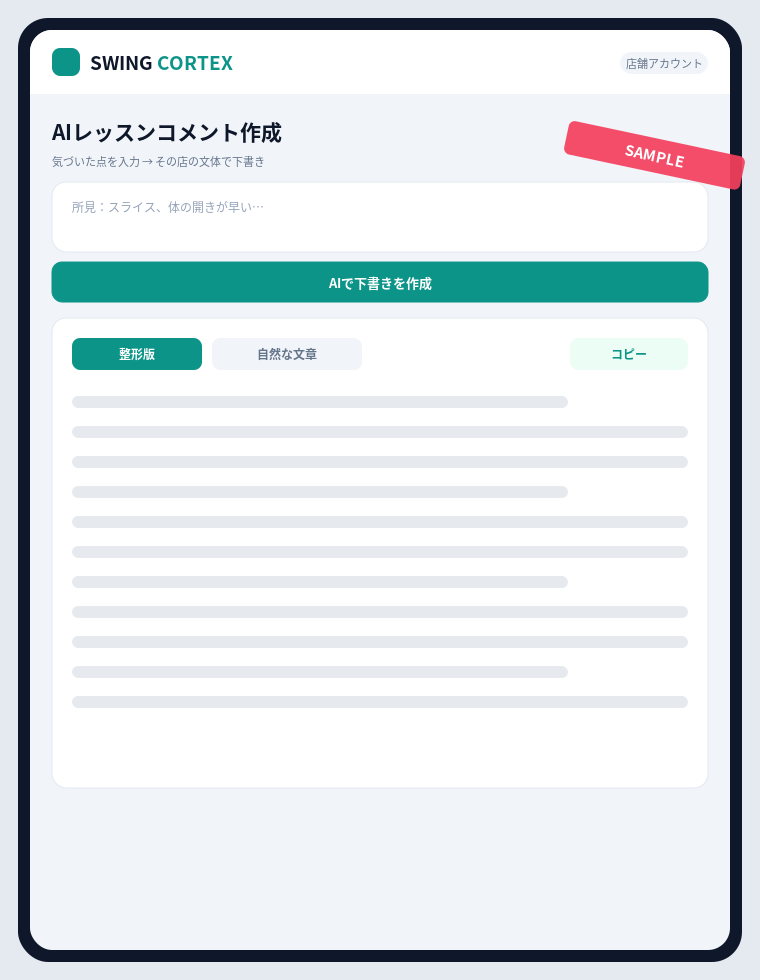 SWING CORTEX
店舗アカウント
AIレッスンコメント作成
気づいた点を入力 → その店の文体で下書き
SAMPLE
所見：スライス、体の開きが早い…
AIで下書きを作成
整形版
自然な文章
コピー